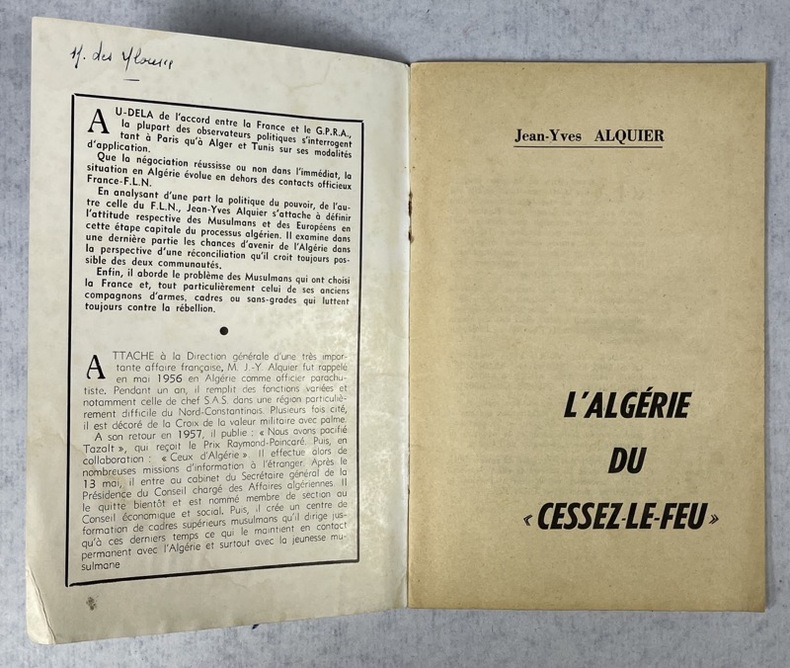 AU-DELA de l'accord entre la France et le G.P.R.A.,
la plupart des observateurs politiques s'interrogent
tant à Paris qu'à Alger et Tunis sur ses modalités
d'application.
Que la négociation réussisse ou non dans l'immédiat, la
situation en Algérie évolue en dehors des contacts officieux
France-F.L.N.
En analysant d'une part la politique du pouvoir, de l'au-
tre celle du F.L.N., Jean-Yves Alquier s'attache à définir
l'attitude respective des Musulmans et des Européens en
cette étape capitale du processus algérien. Il examine dans
une dernière partie les chances d'avenir de l'Algérie dans
la perspective d'une réconciliation qu'il croit toujours pos-
sible des deux communautés.
Enfin, il aborde le problème des Musulmans qui ont choisi
la France et, tout particulièrement celui de ses anciens
compagnons d'armes, cadres ou sans-grades qui luttent
toujours contre la rébellion.
●
ATTACHE à la Direction générale d'une très impor-
tante affaire française, M. J.-Y. Alquier fut rappelé
en mai 1956 en Algérie comme officier parachu-
tiste. Pendant un an, il remplit des fonctions variées et
notamment celle de chef S.A.S. dans une région particuliè-
rement difficile du Nord-Constantinois. Plusieurs fois cité,
il est décoré de la Croix de la valeur militaire avec palme.
A son retour en 1957, il publie : « Nous avons pacifié
Tazalt », qui reçoit le Prix Raymond-Poincaré. Puis, en
collaboration : « Ceux d'Algérie ». Il effectue alors de
nombreuses missions d'information à l'étranger. Après le
13 mai, il entre au cabinet du Secrétaire général de la
Présidence du Conseil chargé des Affaires algériennes. Il
le quitte bientôt et est nommé membre de section au
Conseil économique et social. Puis, il crée un centre de
formation de cadres supérieurs musulmans qu'il dirige jus-
qu'à ces derniers temps ce qui le maintient en contact
permanent avec l'Algérie et surtout avec la jeunesse mu-
sulmane
Jean-Yves ALQUIER
L'ALGÉRIE
DU
« CESSEZ-LE-FEU »